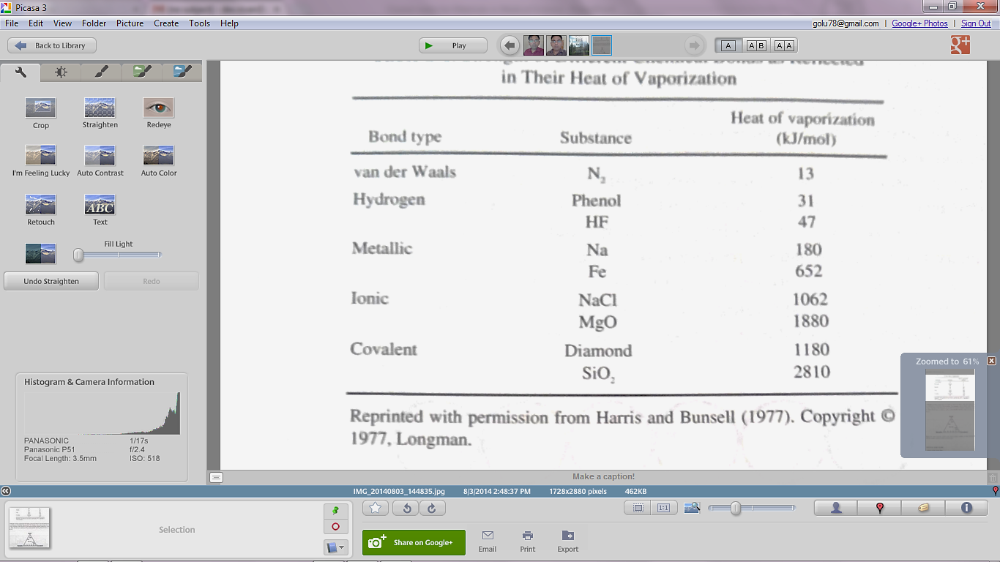 Picasa 3
File Edit View Folder Picture Create Tools Help
golu78@gmail.com | Google+ Photos | Sign Out
Back to Library
Play
A
A B
A A
g+
Crop
Straighten
Redeye
I'm Feeling Lucky
Auto Contrast
Auto Color
ABC
Retouch
Text
Fill Light
Undo Straighten
Redo
Histogram & Camera Information
PANASONIC 1/17s
Panasonic P51 f/2.4
Focal Length: 3.5mm ISO: 518
in Their Heat of Vaporization
Heat of vaporization
Bond type Substance (kJ/mol)
van der Waals N₂ 13
Hydrogen Phenol 31
HF 47
Metallic Na 180
Fe 652
Ionic NaCl 1062
MgO 1880
Covalent Diamond 1180
SiO₂ 2810
Reprinted with permission from Harris and Bunsell (1977). Copyright ©
1977, Longman.
Zoomed to 61%
Make a caption!
IMG_20140803_144835.jpg 8/3/2014 2:48:37 PM 1728x2880 pixels 462KB
Selection
1:1
Share on Google+
Email
Print
Export